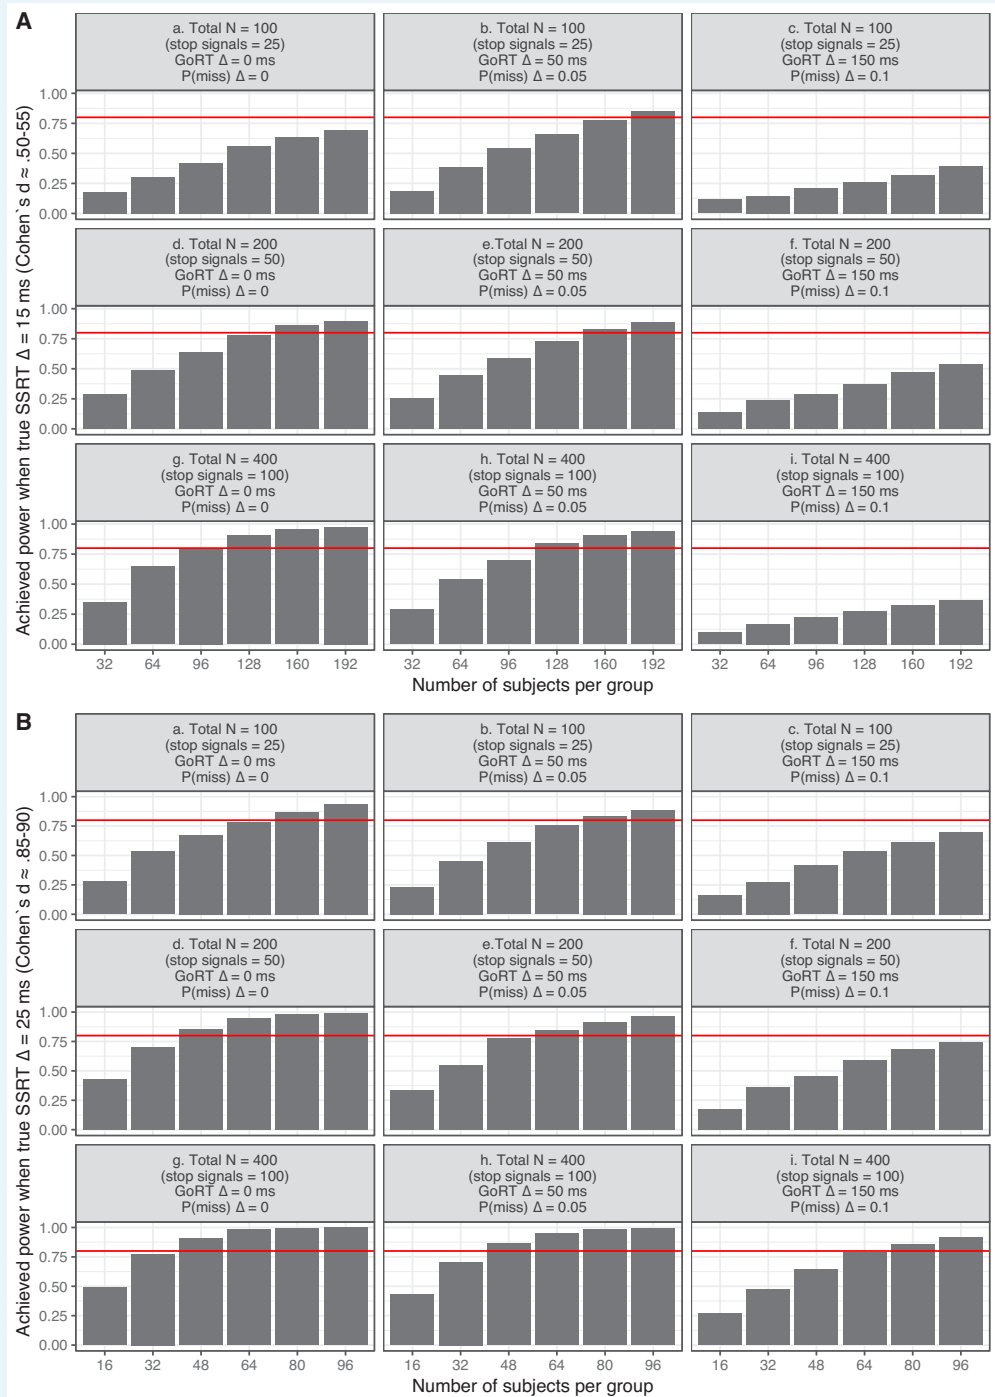 A
a. Total N = 100
(stop signals = 25)
GoRT Δ = 0 ms
P(miss) Δ = 0
b. Total N = 100
(stop signals = 25)
GoRT Δ = 50 ms
P(miss) Δ = 0.05
c. Total N = 100
(stop signals = 25)
GoRT Δ = 150 ms
P(miss) Δ = 0.1
1.00
0.75
0.50
0.25
0.00
d. Total N = 200
(stop signals = 50)
GoRT Δ = 0 ms
P(miss) Δ = 0
e.Total N = 200
(stop signals = 50)
GoRT Δ = 50 ms
P(miss) Δ = 0.05
f. Total N = 200
(stop signals = 50)
GoRT Δ = 150 ms
P(miss) Δ = 0.1
1.00
0.75
0.50
0.25
0.00
g. Total N = 400
(stop signals = 100)
GoRT Δ = 0 ms
P(miss) Δ = 0
h. Total N = 400
(stop signals = 100)
GoRT Δ = 50 ms
P(miss) Δ = 0.05
i. Total N = 400
(stop signals = 100)
GoRT Δ = 150 ms
P(miss) Δ = 0.1
1.00
0.75
0.50
0.25
0.00
32 64 96 128 160 192
32 64 96 128 160 192
32 64 96 128 160 192
Number of subjects per group
Achieved power when true SSRT Δ = 15 ms (Cohen`s d ≈ .50-55)
B
a. Total N = 100
(stop signals = 25)
GoRT Δ = 0 ms
P(miss) Δ = 0
b. Total N = 100
(stop signals = 25)
GoRT Δ = 50 ms
P(miss) Δ = 0.05
c. Total N = 100
(stop signals = 25)
GoRT Δ = 150 ms
P(miss) Δ = 0.1
1.00
0.75
0.50
0.25
0.00
d. Total N = 200
(stop signals = 50)
GoRT Δ = 0 ms
P(miss) Δ = 0
e.Total N = 200
(stop signals = 50)
GoRT Δ = 50 ms
P(miss) Δ = 0.05
f. Total N = 200
(stop signals = 50)
GoRT Δ = 150 ms
P(miss) Δ = 0.1
1.00
0.75
0.50
0.25
0.00
g. Total N = 400
(stop signals = 100)
GoRT Δ = 0 ms
P(miss) Δ = 0
h. Total N = 400
(stop signals = 100)
GoRT Δ = 50 ms
P(miss) Δ = 0.05
i. Total N = 400
(stop signals = 100)
GoRT Δ = 150 ms
P(miss) Δ = 0.1
1.00
0.75
0.50
0.25
0.00
16 32 48 64 80 96
16 32 48 64 80 96
16 32 48 64 80 96
Number of subjects per group
Achieved power when true SSRT Δ = 25 ms (Cohen`s d ≈ .85-90)